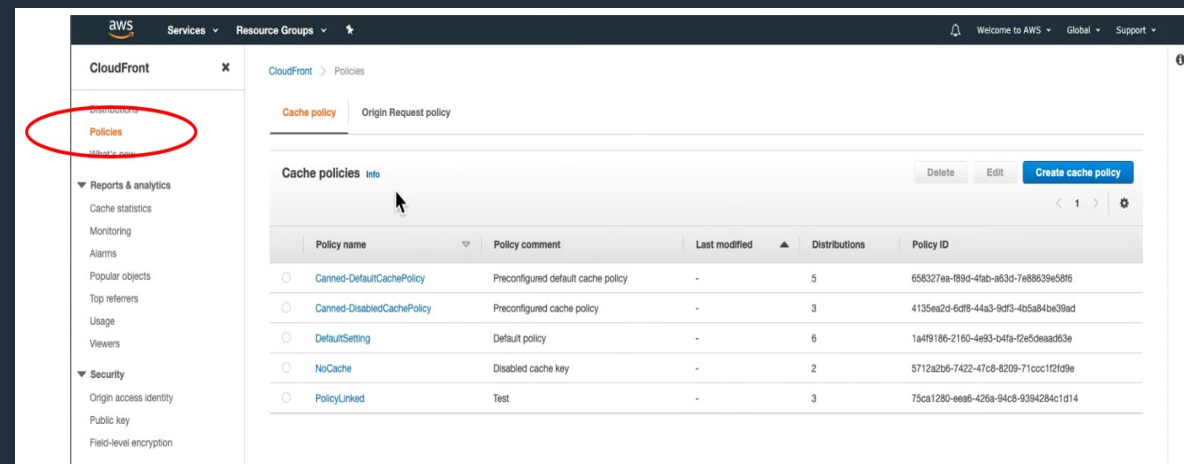 aws Services Resource Groups Welcome to AWS Global Support
CloudFront x
CloudFront > Policies
Distributions
Policies
What's new
Reports & analytics
Cache statistics
Monitoring
Alarms
Popular objects
Top referrers
Usage
Viewers
Security
Origin access identity
Public key
Field-level encryption
Cache policy Origin Request policy
Cache policies Info Delete Edit Create cache policy
< 1 >
Policy name Policy comment Last modified Distributions Policy ID
Canned-DefaultCachePolicy Preconfigured default cache policy - 5 658327ea-f89d-4fab-a63d-7e88639e58f6
Canned-DisabledCachePolicy Preconfigured cache policy - 3 4135ea2d-6df8-44a3-9df3-4b5a84be39ad
DefaultSetting Default policy - 6 1a4f9186-2160-4e93-b4fa-f2e5deaad63e
NoCache Disabled cache key - 2 5712a2b6-7422-47c8-8209-71ccc1f2fd9e
PolicyLinked Test - 3 75ca1280-eea6-426a-94c8-9394284c1d14